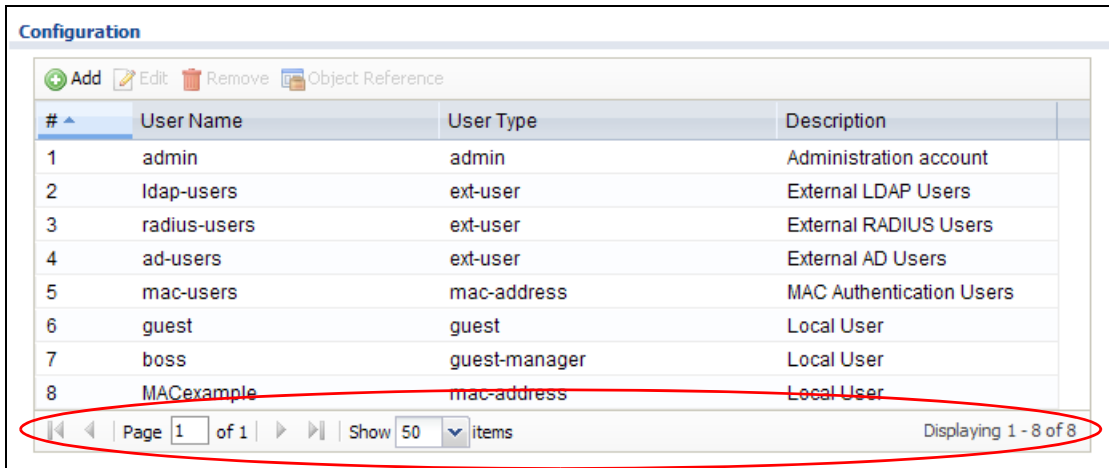 Configuration
Add Edit Remove Object Reference
# User Name User Type Description
1 admin admin Administration account
2 ldap-users ext-user External LDAP Users
3 radius-users ext-user External RADIUS Users
4 ad-users ext-user External AD Users
5 mac-users mac-address MAC Authentication Users
6 guest guest Local User
7 boss guest-manager Local User
8 MACexample mac-address Local User
Page 1 of 1 Show 50 items Displaying 1 - 8 of 8